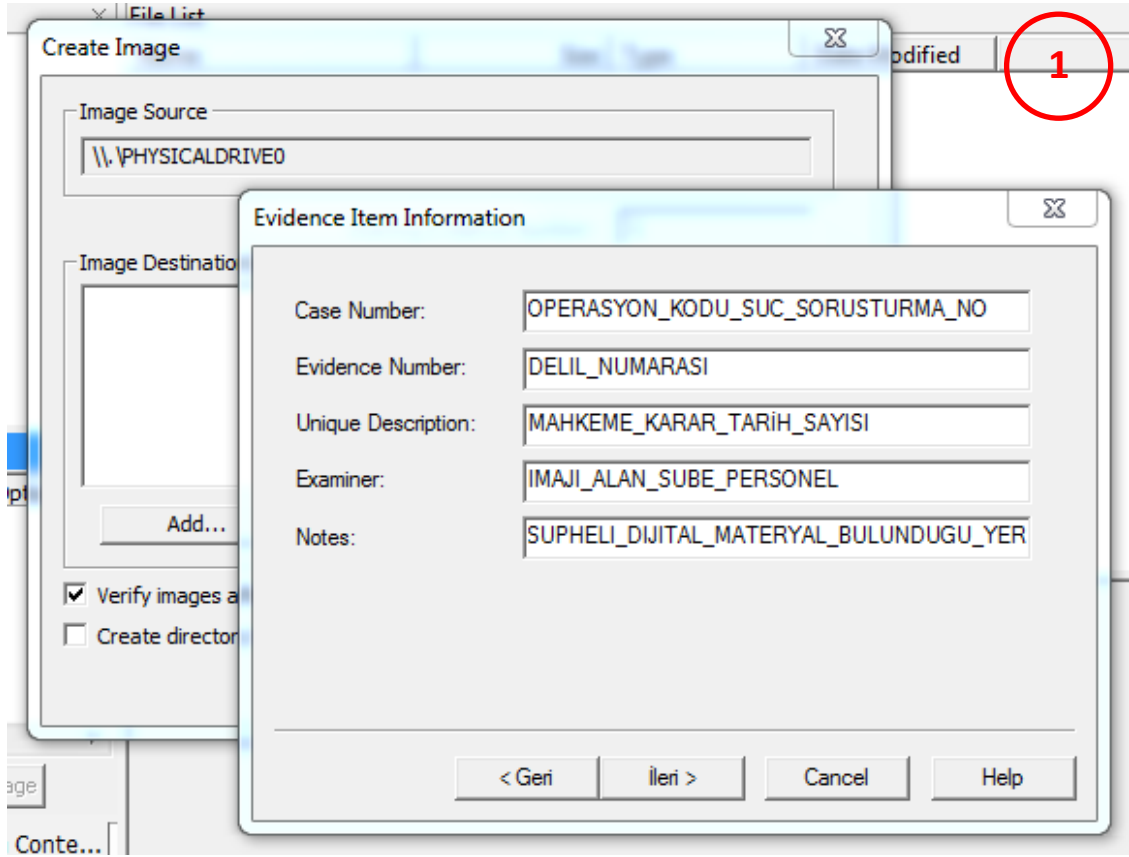 File List
Create Image
odified
1
Image Source
\\.\PHYSICALDRIVE0
Evidence Item Information
Image Destinatio
Case Number: OPERASYON_KODU_SUC_SORUSTURMA_NO
Evidence Number: DELIL_NUMARASI
Unique Description: MAHKEME_KARAR_TARİH_SAYISI
Examiner: IMAJI_ALAN_SUBE_PERSONEL
Notes: SUPHELI_DIJITAL_MATERYAL_BULUNDUGU_YER
Add...
Verify images a
Create director
< Geri İleri > Cancel Help
age
Conte...